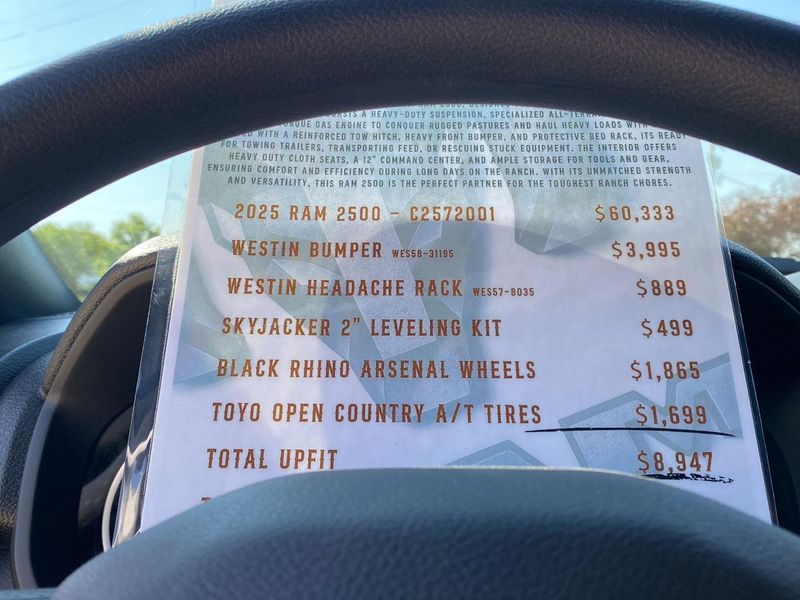 A HEAVY-DUTY SUSPENSION, SPECIALIZED
GAS ENGINE TO CONQUER RUGGED PASTURES AND HAUL HEAVY LOADS WITH
WITH A REINFORCED TOW HITCH, HEAVY FRONT BUMPER, AND PROTECTIVE BED RACK, ITS READY
FOR TOWING TRAILERS, TRANSPORTING FEED, OR RESCUING STUCK EQUIPMENT. THE INTERIOR OFFERS
HEAVY DUTY CLOTH SEATS, A 12" COMMAND CENTER, AND AMPLE STORAGE FOR TOOLS AND GEAR,
ENSURING COMFORT AND EFFICIENCY DURING LONG DAYS ON THE RANCH. WITH ITS UNMATCHED STRENGTH
AND VERSATILITY, THIS RAM 2500 IS THE PERFECT PARTNER FOR THE TOUGHEST RANCH CHORES.
2025 RAM 2500 - C2572001 $60,333
WESTIN BUMPER WES58-31195 $3,995
WESTIN HEADACHE RACK WES57-8035 $889
SKYJACKER 2" LEVELING KIT $499
BLACK RHINO ARSENAL WHEELS $1,865
TOYO OPEN COUNTRY A/T TIRES $1,699
TOTAL UPFIT $8,947